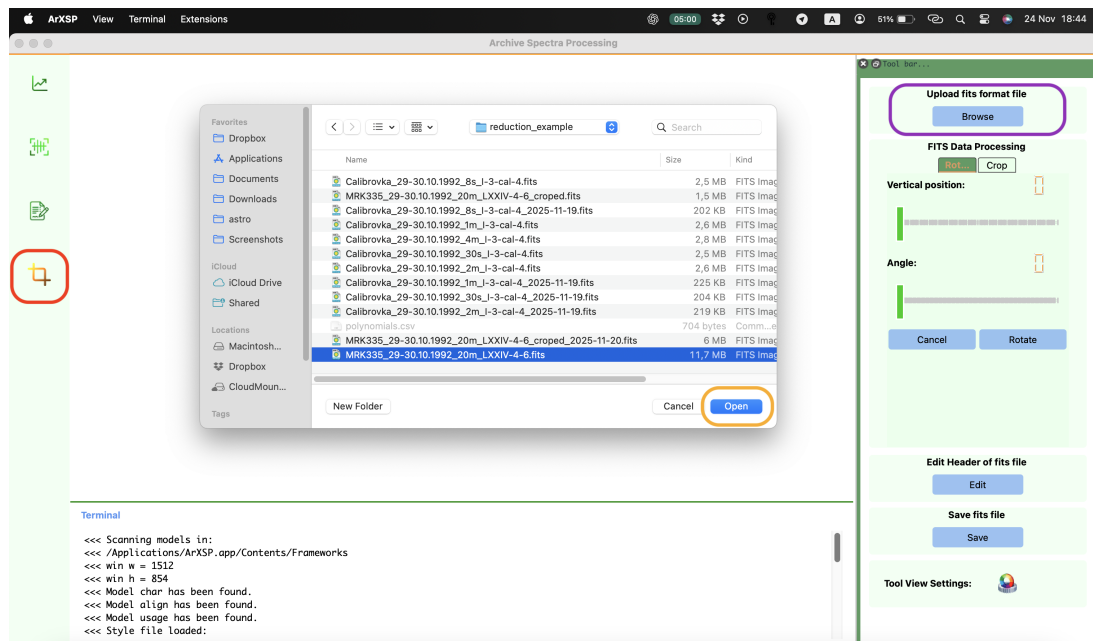 ArXSP View Terminal Extensions 05:00 A 51% 24 Nov 18:44
Archive Spectra Processing
Tool bar...
Upload fits format file
Browse
FITS Data Processing
Rot... Crop
Vertical position: 0
Angle: 0
Cancel Rotate
Edit Header of fits file
Edit
Save fits file
Save
Tool View Settings:
Favorites
Dropbox
Applications
Documents
Downloads
astro
Screenshots
iCloud
iCloud Drive
Shared
Locations
Macintosh...
Dropbox
CloudMoun...
Tags
reduction_example
Search
Name Size Kind
Calibrovka_29-30.10.1992_8s_I-3-cal-4.fits 2,5 MB FITS Imag
MRK335_29-30.10.1992_20m_LXXIV-4-6_croped.fits 1,5 MB FITS Imag
Calibrovka_29-30.10.1992_8s_I-3-cal-4_2025-11-19.fits 202 KB FITS Imag
Calibrovka_29-30.10.1992_1m_I-3-cal-4.fits 2,6 MB FITS Imag
Calibrovka_29-30.10.1992_4m_I-3-cal-4.fits 2,8 MB FITS Imag
Calibrovka_29-30.10.1992_30s_I-3-cal-4.fits 2,5 MB FITS Imag
Calibrovka_29-30.10.1992_2m_I-3-cal-4.fits 2,6 MB FITS Imag
Calibrovka_29-30.10.1992_1m_I-3-cal-4_2025-11-19.fits 225 KB FITS Imag
Calibrovka_29-30.10.1992_30s_I-3-cal-4_2025-11-19.fits 204 KB FITS Imag
Calibrovka_29-30.10.1992_2m_I-3-cal-4_2025-11-19.fits 219 KB FITS Imag
polynomials.csv 704 bytes Comm...e
MRK335_29-30.10.1992_20m_LXXIV-4-6_croped_2025-11-20.fits 6 MB FITS Imag
MRK335_29-30.10.1992_20m_LXXIV-4-6.fits 11,7 MB FITS Imag
New Folder Cancel Open
Terminal
<<< Scanning models in:
<<< /Applications/ArXSP.app/Contents/Frameworks
<<< win w = 1512
<<< win h = 854
<<< Model char has been found.
<<< Model align has been found.
<<< Model usage has been found.
<<< Style file loaded: